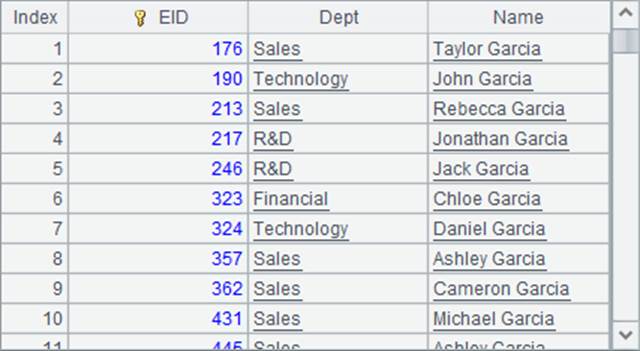 Index EID Dept Name
1 176 Sales Taylor Garcia
2 190 Technology John Garcia
3 213 Sales Rebecca Garcia
4 217 R&D Jonathan Garcia
5 246 R&D Jack Garcia
6 323 Financial Chloe Garcia
7 324 Technology Daniel Garcia
8 357 Sales Ashley Garcia
9 362 Sales Cameron Garcia
10 431 Sales Michael Garcia
11 445 Sales Ashley Garcia